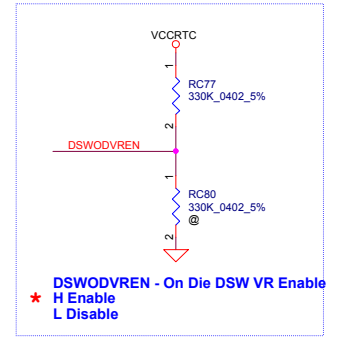 VCCRTC
1
RC77
330K_0402_5%
2
DSWODVREN
1
RC80
330K_0402_5%
@
2
DSWODVREN - On Die DSW VR Enable
* H Enable
L Disable